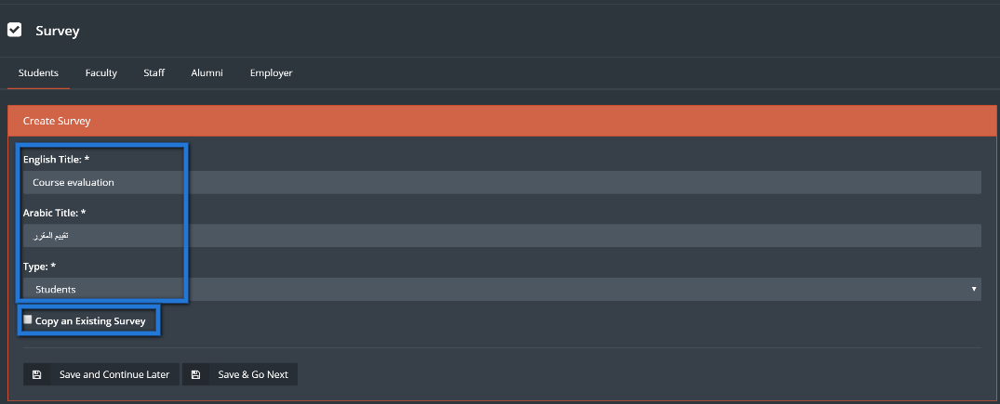 Survey
Students Faculty Staff Alumni Employer
Create Survey
English Title: *
Course evaluation
Arabic Title: *
تقييم المقرر
Type: *
Students
Copy an Existing Survey
Save and Continue Later Save & Go Next